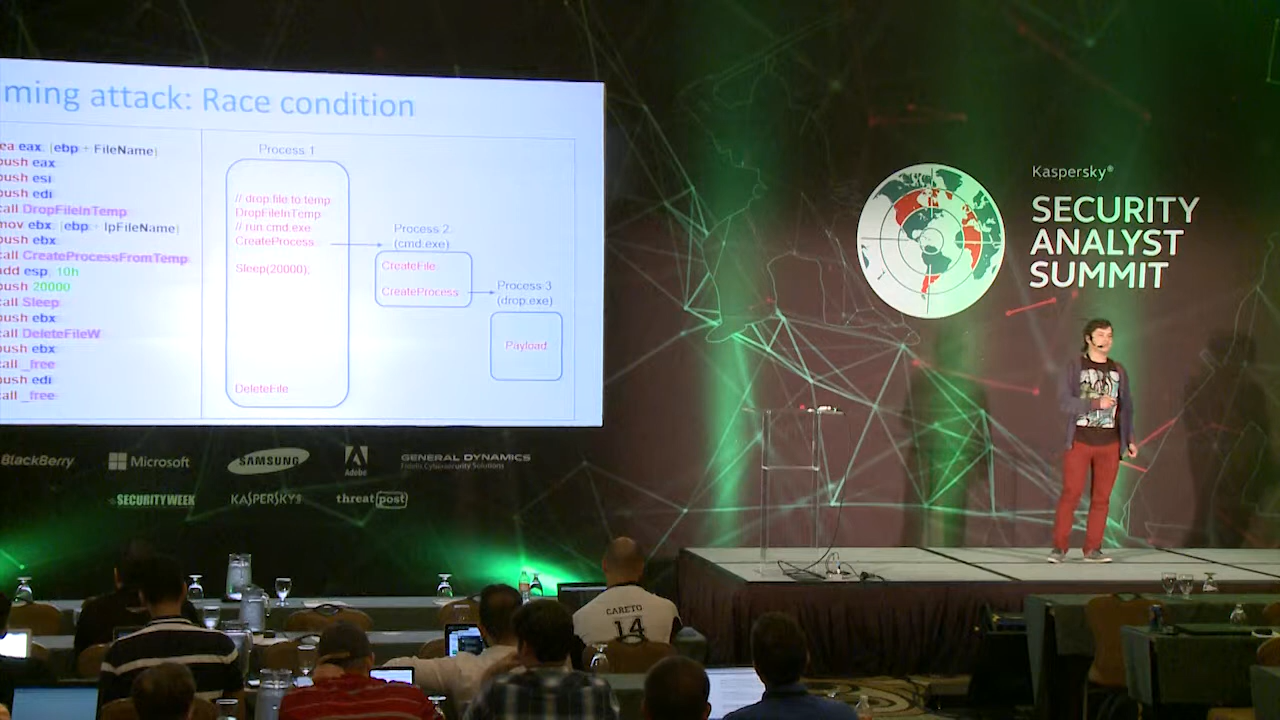 ming attack: Race condition
ea eax, [ebp + FileName]
push eax
push esi
push edi
call DropFileInTemp
mov ebx, [ebp + lpFileName]
push ebx
call CreateProcessFromTemp
add esp, 10h
push 20000
call Sleep
push ebx
call DeleteFileW
push ebx
call _free
push edi
call _free
Process 1
// drop file to temp
DropFileInTemp
// run cmd.exe
CreateProcess
Sleep(20000);
DeleteFile
Process 2
(cmd.exe)
CreateFile
CreateProcess
Process 3
(drop.exe)
Payload
Kaspersky®
SECURITY
ANALYST
SUMMIT
BlackBerry
Microsoft
SAMSUNG
Adobe
GENERAL DYNAMICS
Fidelis Cybersecurity Solutions
SECURITYWEEK
KASPERSKY
threatpost
CARETO
14